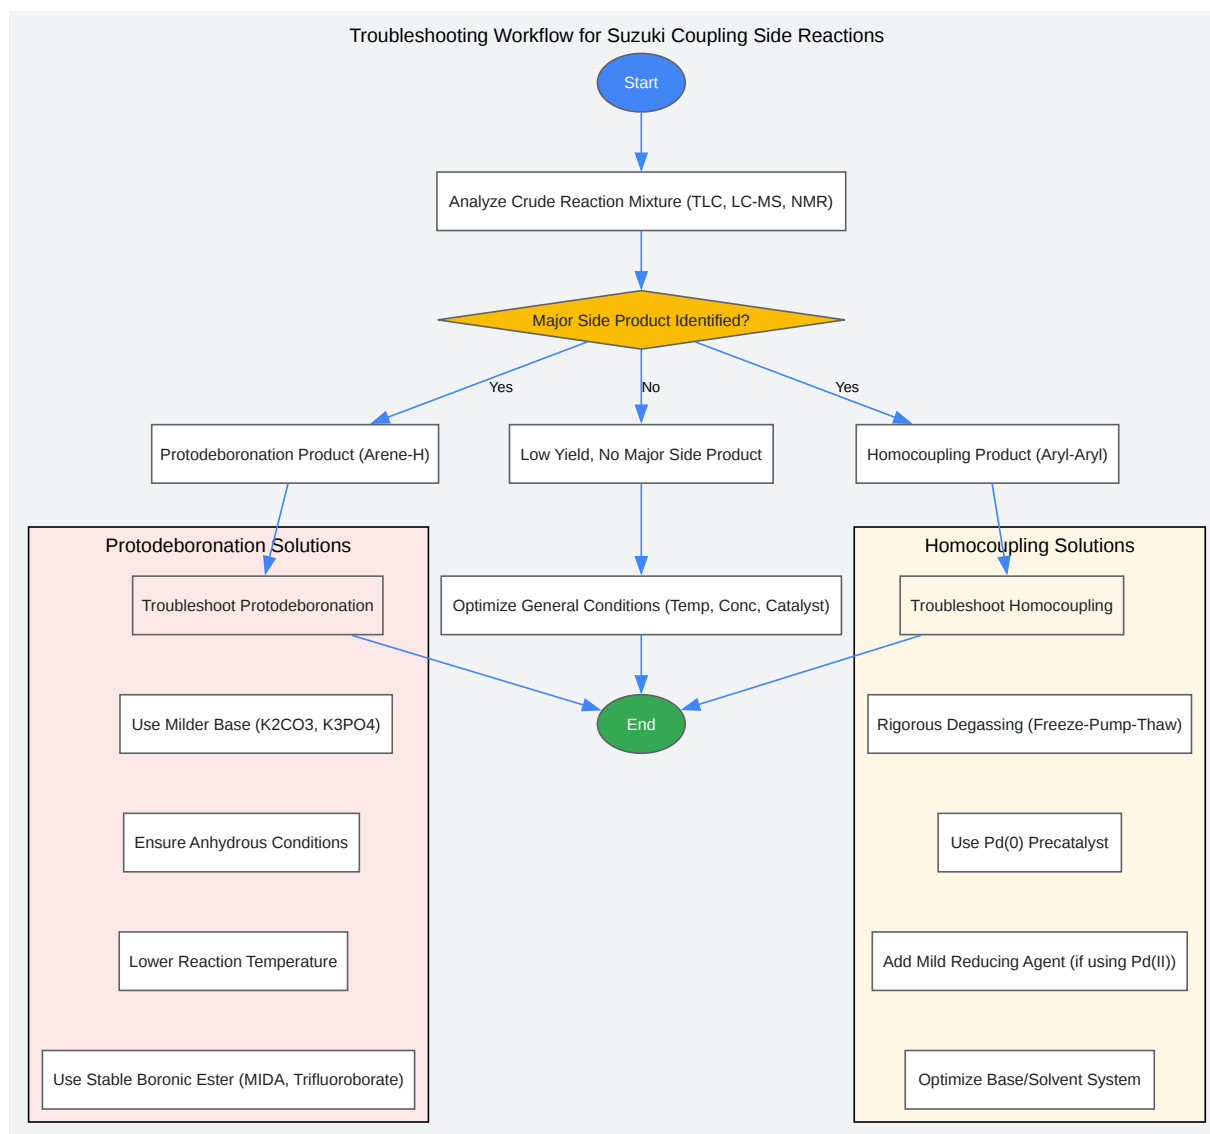 Troubleshooting Workflow for Suzuki Coupling Side Reactions
Start
Analyze Crude Reaction Mixture (TLC, LC-MS, NMR)
Major Side Product Identified?
Yes
No
Yes
Protodeboronation Product (Arene-H)
Low Yield, No Major Side Product
Homocoupling Product (Aryl-Aryl)
Protodeboronation Solutions
Homocoupling Solutions
Troubleshoot Protodeboronation
Optimize General Conditions (Temp, Conc, Catalyst)
Troubleshoot Homocoupling
Use Milder Base (K2CO3, K3PO4)
End
Rigorous Degassing (Freeze-Pump-Thaw)
Ensure Anhydrous Conditions
Use Pd(0) Precatalyst
Lower Reaction Temperature
Add Mild Reducing Agent (if using Pd(II))
Use Stable Boronic Ester (MIDA, Trifluoroborate)
Optimize Base/Solvent System